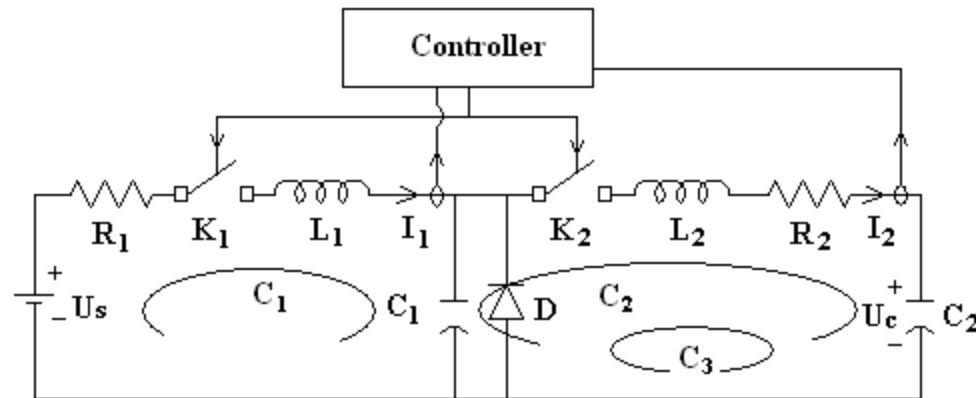 Controller
R₁ K₁ L₁ I₁ K₂ L₂ R₂ I₂
+ Us − C₁ C₁ D C₂ Uc + − C₂
C₃